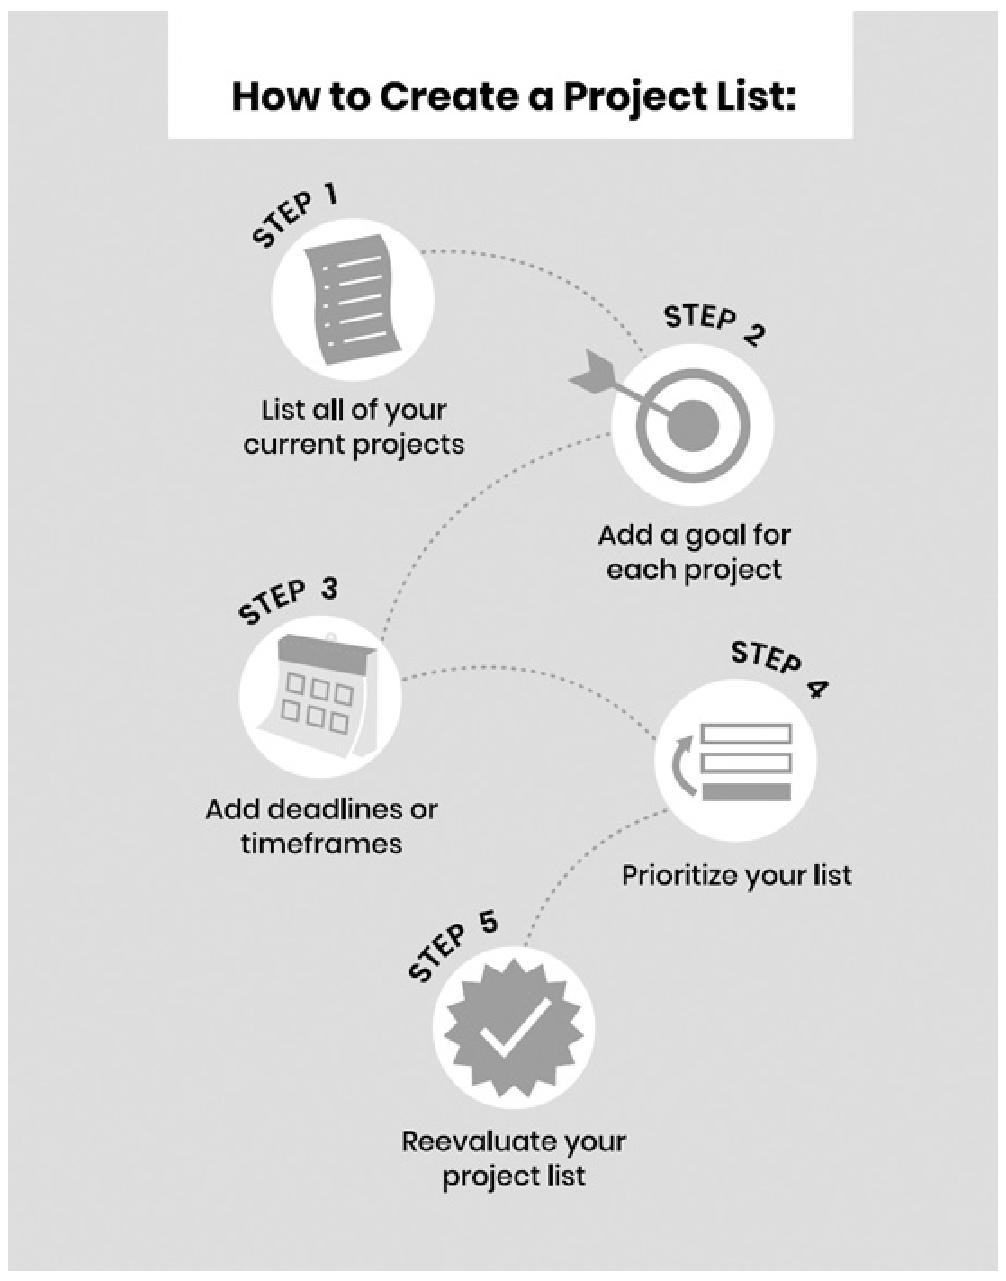 How to Create a Project List:
STEP 1
List all of your
current projects
STEP 2
Add a goal for
each project
STEP 3
Add deadlines or
timeframes
STEP 4
Prioritize your list
STEP 5
Reevaluate your
project list